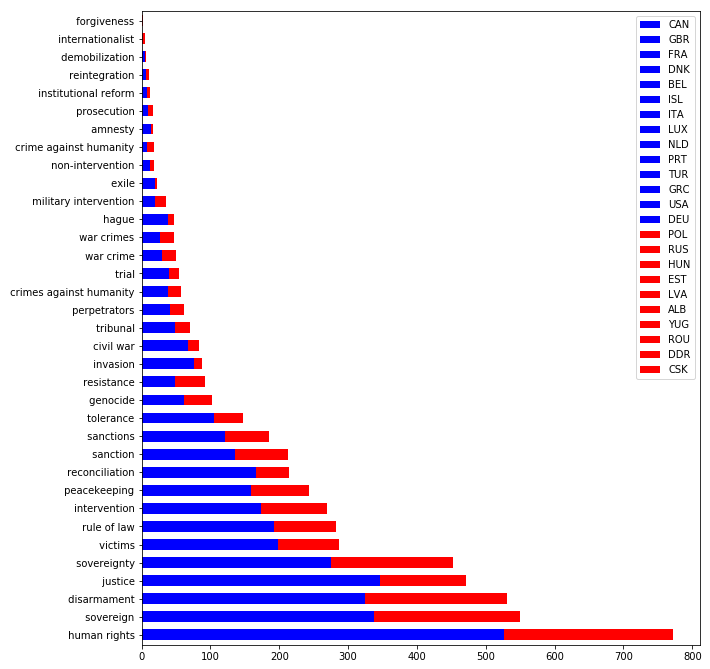 forgiveness
internationalist
demobilization
reintegration
institutional reform
prosecution
amnesty
crime against humanity
non-intervention
exile
military intervention
hague
war crimes
war crime
trial
crimes against humanity
perpetrators
tribunal
civil war
invasion
resistance
genocide
tolerance
sanctions
sanction
reconciliation
peacekeeping
intervention
rule of law
victims
sovereignty
justice
disarmament
sovereign
human rights
0 100 200 300 400 500 600 700 800
CAN
GBR
FRA
DNK
BEL
ISL
ITA
LUX
NLD
PRT
TUR
GRC
USA
DEU
POL
RUS
HUN
EST
LVA
ALB
YUG
ROU
DDR
CSK